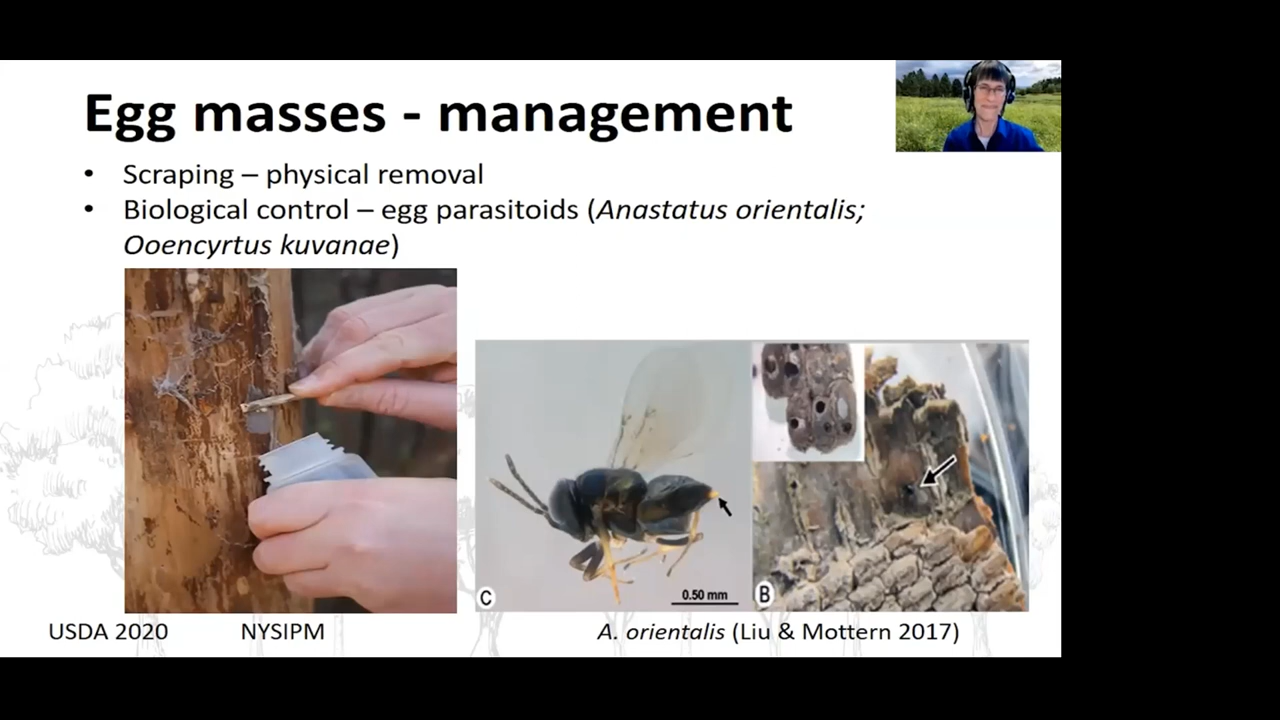 Egg masses - management
• Scraping – physical removal
• Biological control – egg parasitoids (Anastatus orientalis;
Ooencyrtus kuvanae)
C
0.50 mm
B
USDA 2020
NYSIPM
A. orientalis (Liu & Mottern 2017)